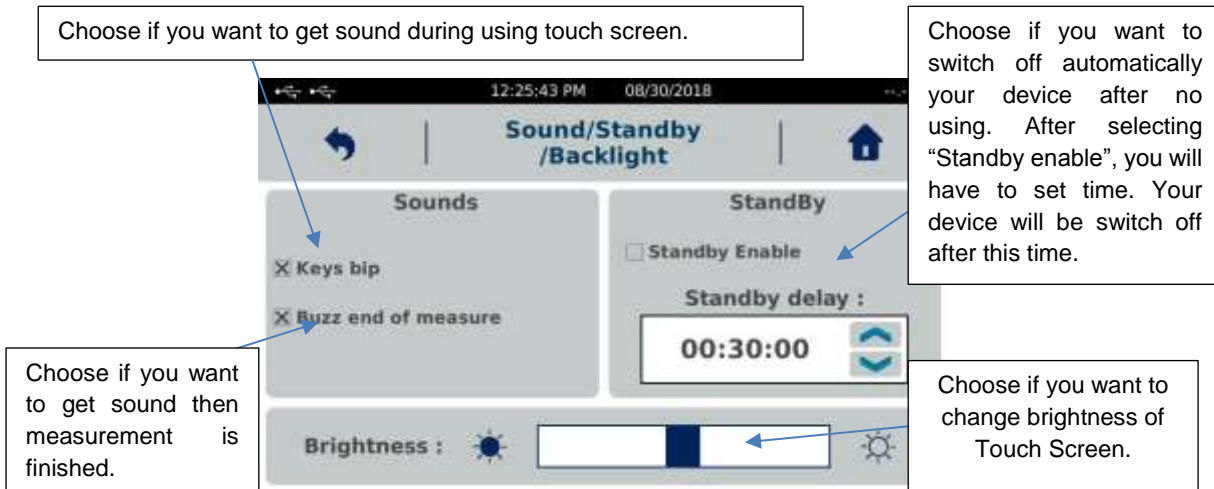 Choose if you want to get sound during using touch screen.
Choose if you want to
switch off automatically
your device after no
using. After selecting
“Standby enable”, you will
have to set time. Your
device will be switch off
after this time.
12:25:43 PM 08/30/2018 --.-
Sound/Standby
/Backlight
Sounds
Keys bip
Buzz end of measure
StandBy
Standby Enable
Standby delay :
00:30:00
Choose if you want
to get sound then
measurement is
finished.
Brightness :
Choose if you want to
change brightness of
Touch Screen.